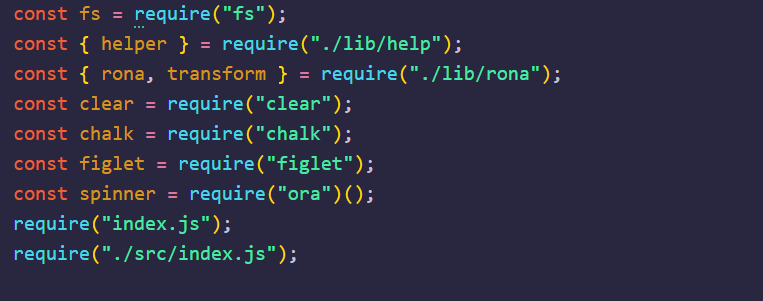 const fs = require("fs");
const { helper } = require("./lib/help");
const { rona, transform } = require("./lib/rona");
const clear = require("clear");
const chalk = require("chalk");
const figlet = require("figlet");
const spinner = require("ora")();
require("index.js");
require("./src/index.js");